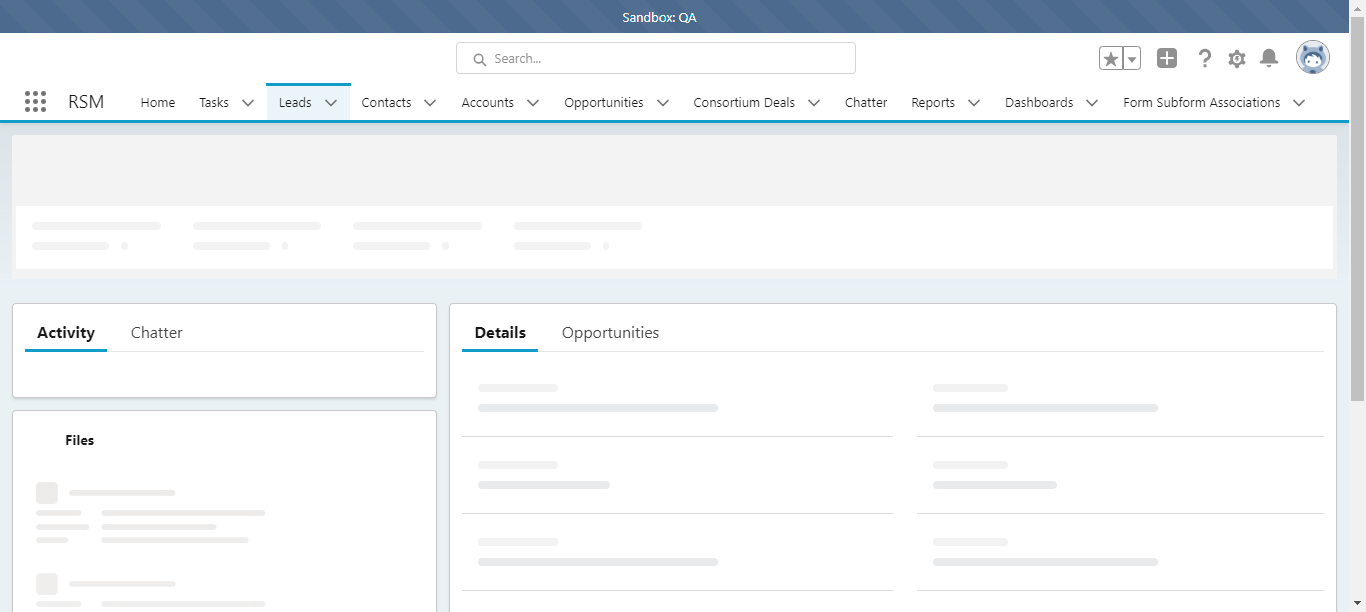 Sandbox: QA
Search...
RSM Home Tasks Leads Contacts Accounts Opportunities Consortium Deals Chatter Reports Dashboards Form Subform Associations
Activity Chatter
Details Opportunities
Files